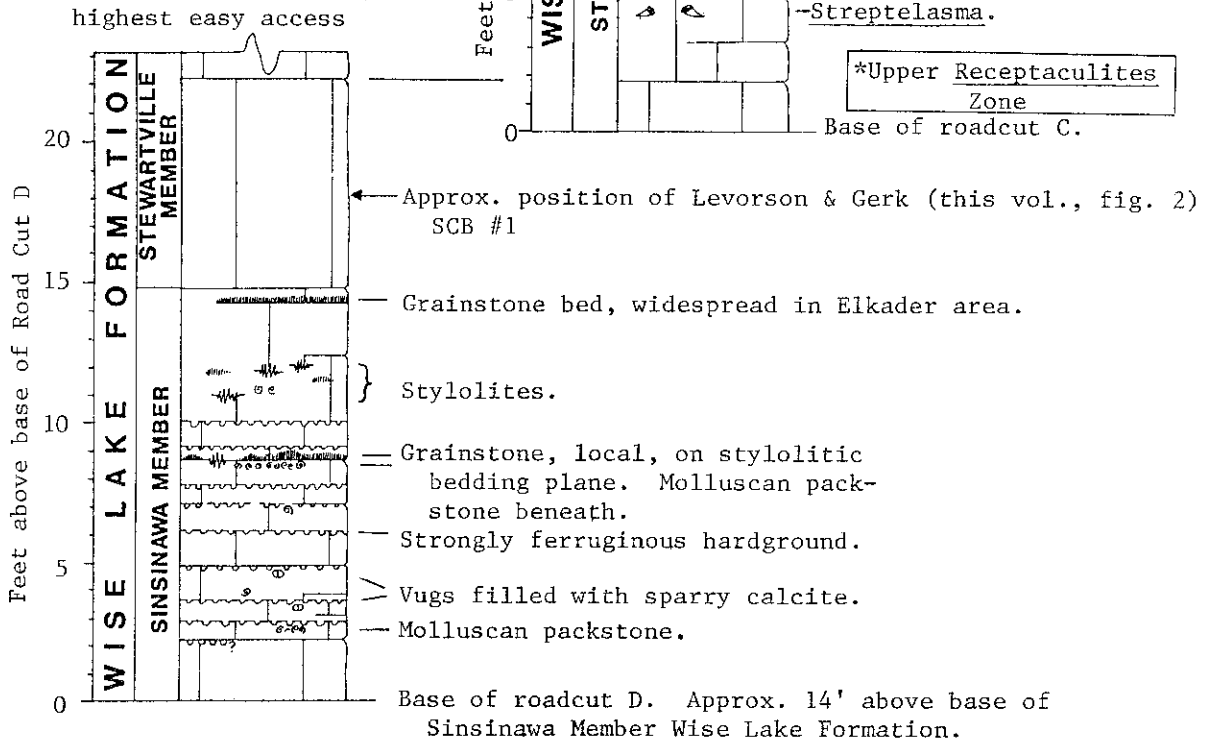 highest easy access
Feet
WIS
ST
Streptelasma.
*Upper Receptaculites
Zone
0
Base of roadcut C.
Feet above base of Road Cut D
20
15
10
5
0
WISE LAKE FORMATION
STEWARTVILLE
MEMBER
SINSINAWA MEMBER
Approx. position of Levorson & Gerk (this vol., fig. 2)
SCB #1
Grainstone bed, widespread in Elkader area.
Stylolites.
Grainstone, local, on stylolitic
bedding plane. Molluscan pack-
stone beneath.
Strongly ferruginous hardground.
Vugs filled with sparry calcite.
Molluscan packstone.
?
Base of roadcut D. Approx. 14' above base of
Sinsinawa Member Wise Lake Formation.